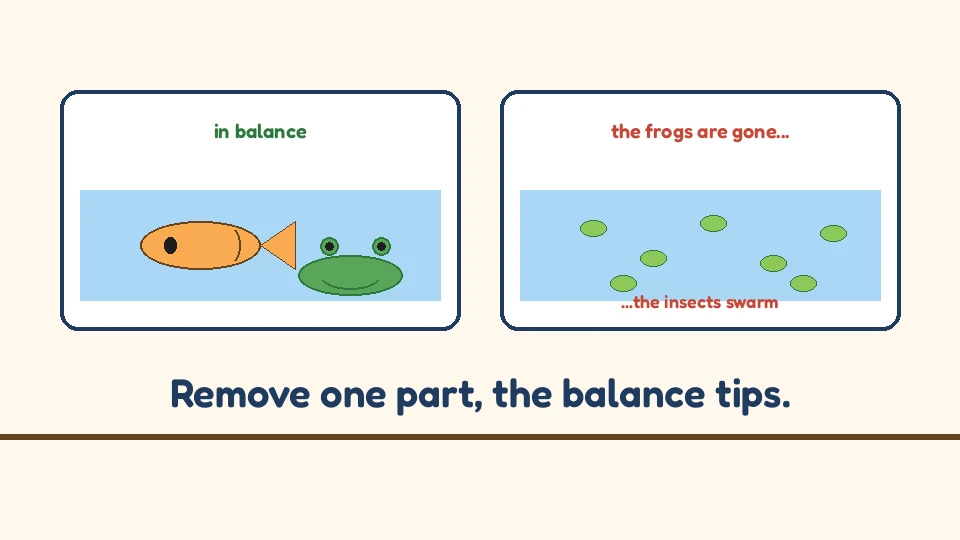 in balance
the frogs are gone...
...the insects swarm
Remove one part, the balance tips.